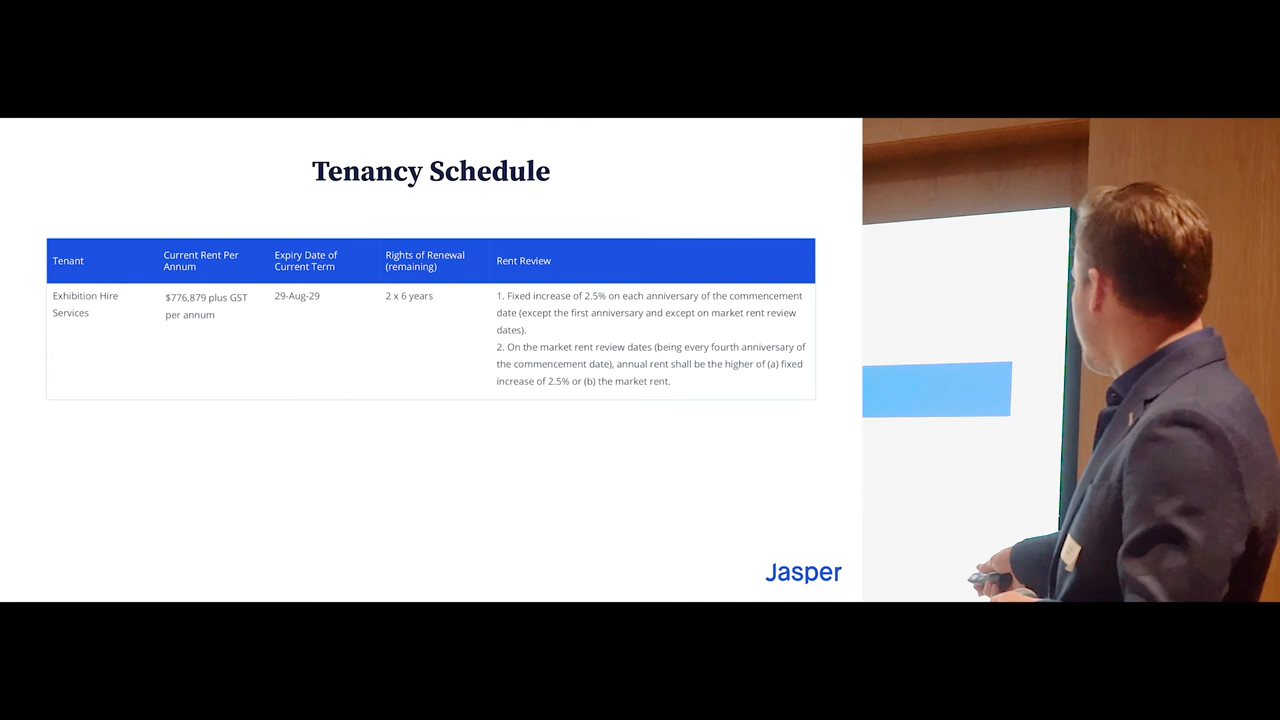 Tenancy Schedule
Tenant
Current Rent Per
Annum
Expiry Date of
Current Term
Rights of Renewal
(remaining)
Rent Review
Exhibition Hire
Services
$776,879 plus GST
per annum
29-Aug-29
2 x 6 years
1. Fixed increase of 2.5% on each anniversary of the commencement
date (except the first anniversary and except on market rent review
dates).
2. On the market rent review dates (being every fourth anniversary of
the commencement date), annual rent shall be the higher of (a) fixed
increase of 2.5% or (b) the market rent.
Jasper